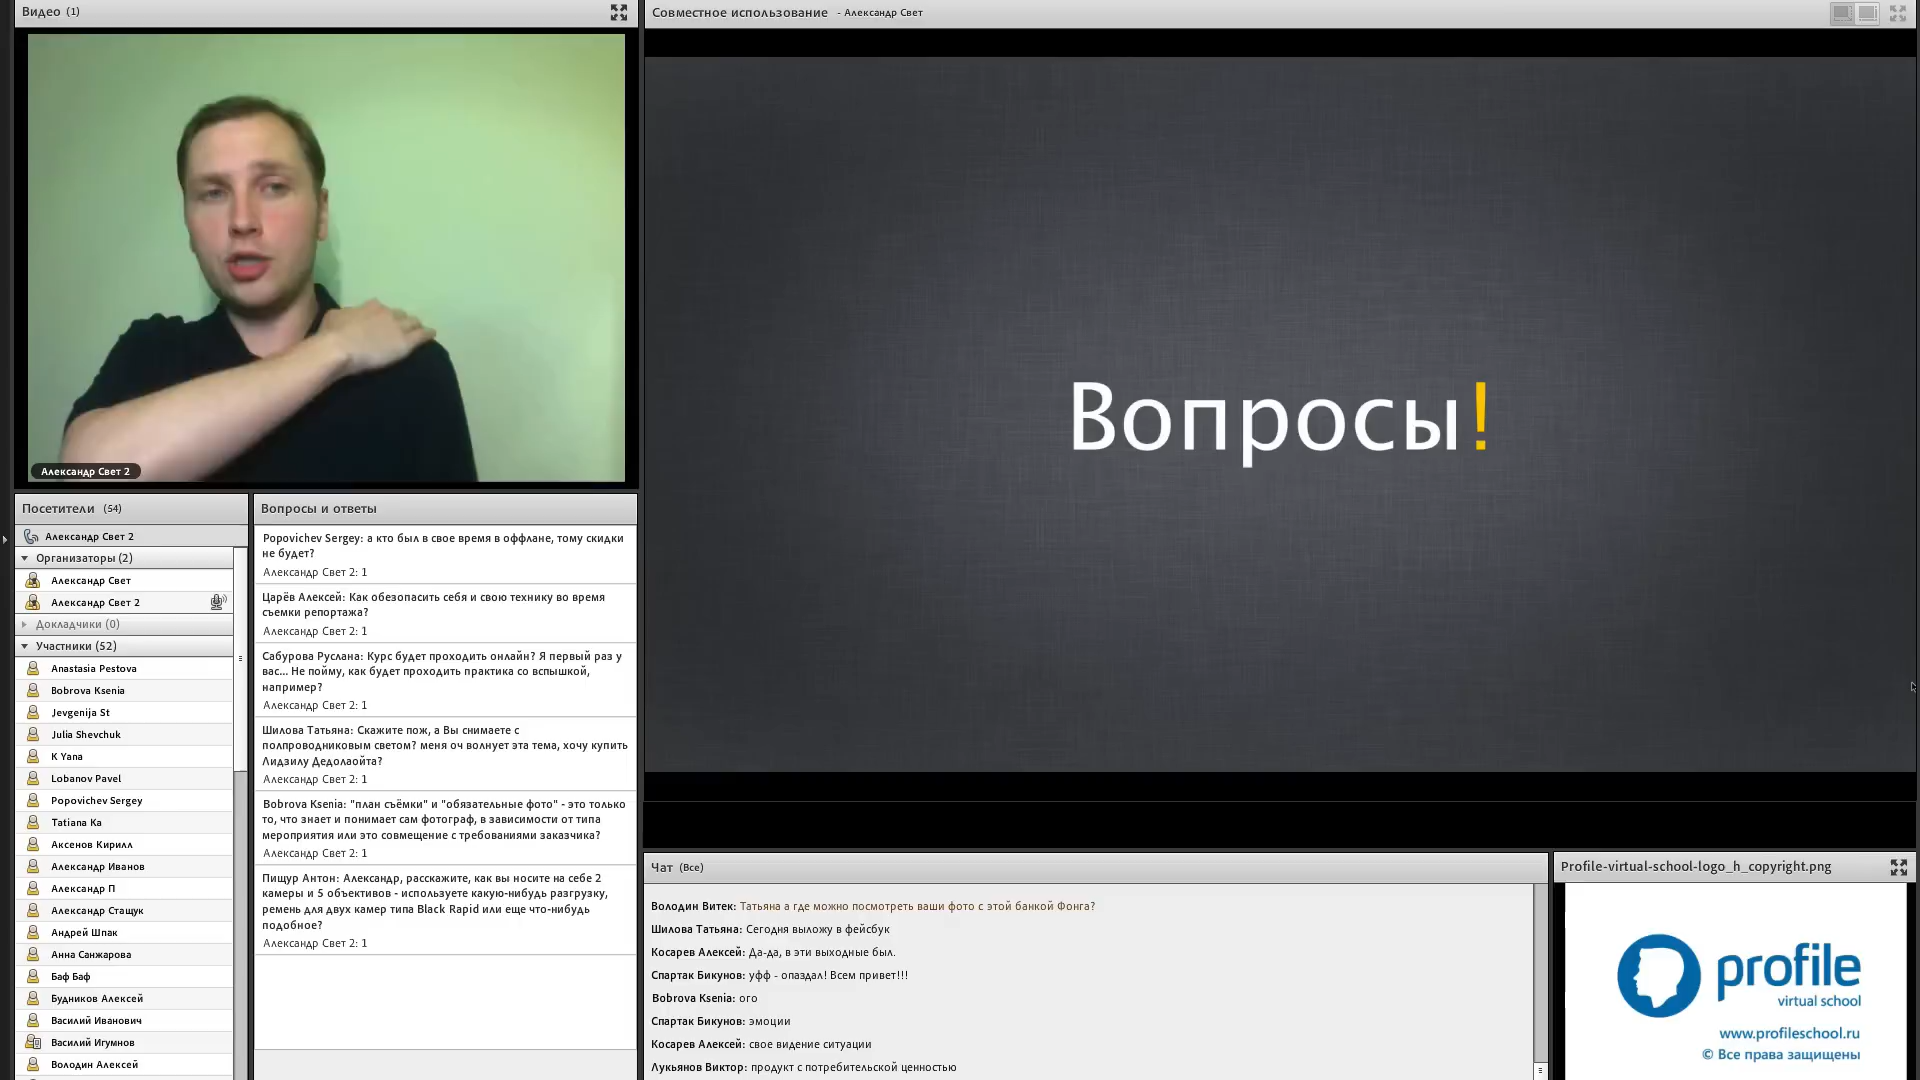 Видео (1)
Александр Свет 2
Совместное использование - Александр Свет
Вопросы!
Посетители (54)
Александр Свет 2
Организаторы (2)
Александр Свет
Александр Свет 2
Докладчики (0)
Участники (52)
Anastasia Pestova
Bobrova Ksenia
Jevgenija St
Julia Shevchuk
K Yana
Lobanov Pavel
Popovichev Sergey
Tatiana Ka
Аксенов Кирилл
Александр Иванов
Александр П
Александр Стащук
Андрей Шпак
Анна Санжарова
Баф Баф
Будников Алексей
Василий Иванович
Василий Игумнов
Володин Алексей
Вопросы и ответы
Popovichev Sergey: а кто был в свое время в оффлане, тому скидки
не будет?
Александр Свет 2: 1
Царёв Алексей: Как обезопасить себя и свою технику во время
съемки репортажа?
Александр Свет 2: 1
Сабурова Руслана: Курс будет проходить онлайн? Я первый раз у
вас... Не пойму, как будет проходить практика со вспышкой,
например?
Александр Свет 2: 1
Шилова Татьяна: Скажите пож, а Вы снимаете с
полпроводниковым светом? меня оч волнует эта тема, хочу купить
Лидзилу Дедолаойта?
Александр Свет 2: 1
Bobrova Ksenia: "план съёмки" и "обязательные фото" - это только
то, что знает и понимает сам фотограф, в зависимости от типа
мероприятия или это совмещение с требованиями заказчика?
Александр Свет 2: 1
Пищур Антон: Александр, расскажите, как вы носите на себе 2
камеры и 5 объективов - используете какую-нибудь разгрузку,
ремень для двух камер типа Black Rapid или еще что-нибудь
подобное?
Александр Свет 2: 1
Чат (Все)
Володин Витек: Татьяна а где можно посмотреть ваши фото с этой банкой Фонга?
Шилова Татьяна: Сегодня выложу в фейсбук
Косарев Алексей: Да-да, в эти выходные был.
Спартак Бикунов: уфф - опаздал! Всем привет!!!
Bobrova Ksenia: ого
Спартак Бикунов: эмоции
Косарев Алексей: свое видение ситуации
Лукьянов Виктор: продукт с потребительской ценностью
Profile-virtual-school-logo_h_copyright.png
profile
virtual school
www.profileschool.ru
© Все права защищены